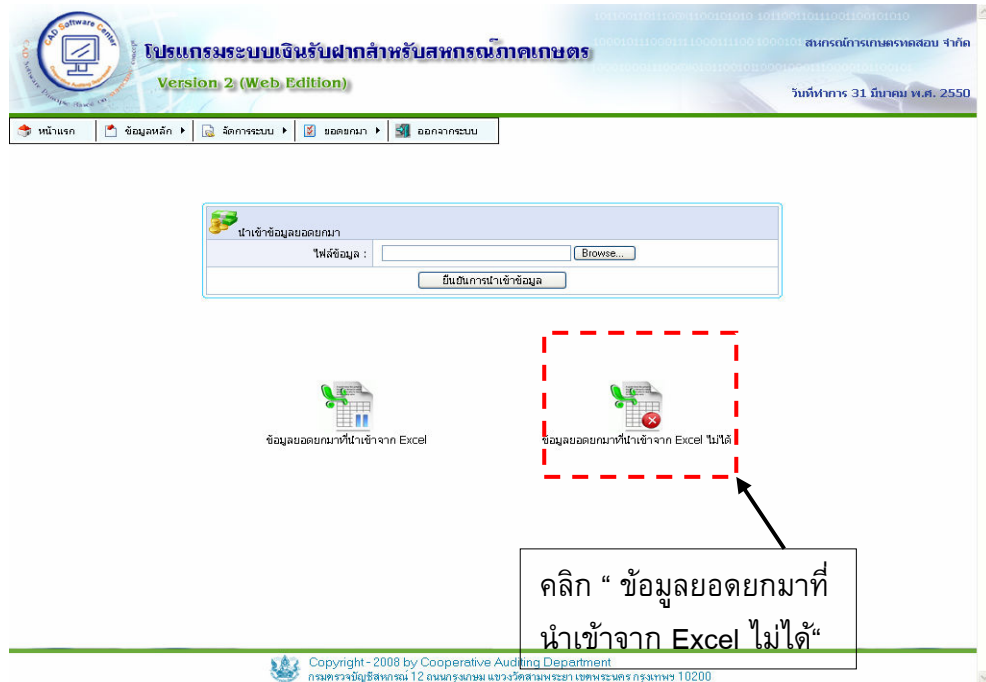 CAD Software Center
โปรแกรมระบบเงินรับฝากสำหรับสหกรณ์ภาคเกษตร
Version 2 (Web Edition)
สหกรณ์การเกษตรทดสอบ จำกัด
วันที่ทำการ 31 มีนาคม พ.ศ. 2550
หน้าแรก ข้อมูลหลัก จัดการระบบ ยอดยกมา ออกจากระบบ
นำเข้าข้อมูลยอดยกมา
ไฟล์ข้อมูล : Browse...
ยืนยันการนำเข้าข้อมูล
ข้อมูลยอดยกมาที่นำเข้าจาก Excel ข้อมูลยอดยกมาที่นำเข้าจาก Excel ไม่ได้
คลิก “ ข้อมูลยอดยกมาที่
นำเข้าจาก Excel ไม่ได้“
Copyright - 2008 by Cooperative Auditing Department
กรมตรวจบัญชีสหกรณ์ 12 ถนนกรุงเกษม แขวงวัดสามพระยา เขตพระนคร กรุงเทพฯ 10200